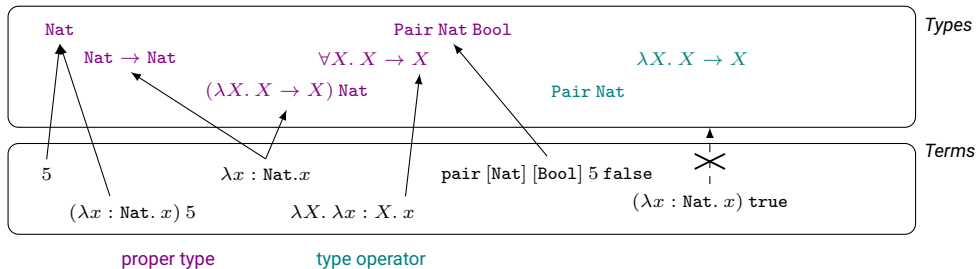 Nat Pair Nat Bool Types
Nat → Nat ∀X. X → X λX. X → X
(λX. X → X) Nat Pair Nat
Terms
5 λx : Nat.x pair [Nat] [Bool] 5 false
(λx : Nat. x) 5 λX. λx : X. x (λx : Nat. x) true
proper type type operator